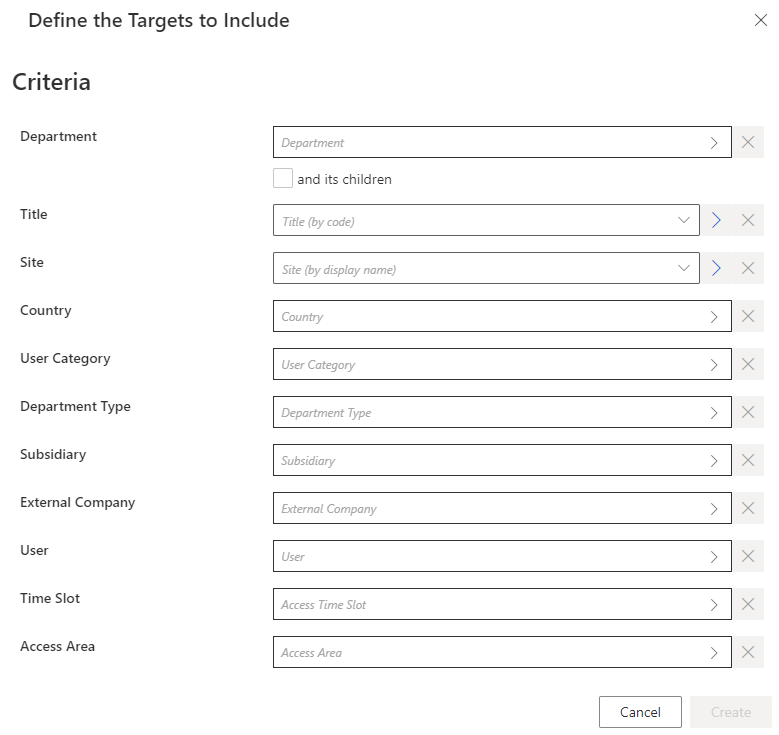 Define the Targets to Include
Criteria
Department
Department
and its children
Title
Title (by code)
Site
Site (by display name)
Country
Country
User Category
User Category
Department Type
Department Type
Subsidiary
Subsidiary
External Company
External Company
User
User
Time Slot
Access Time Slot
Access Area
Access Area
Cancel
Create